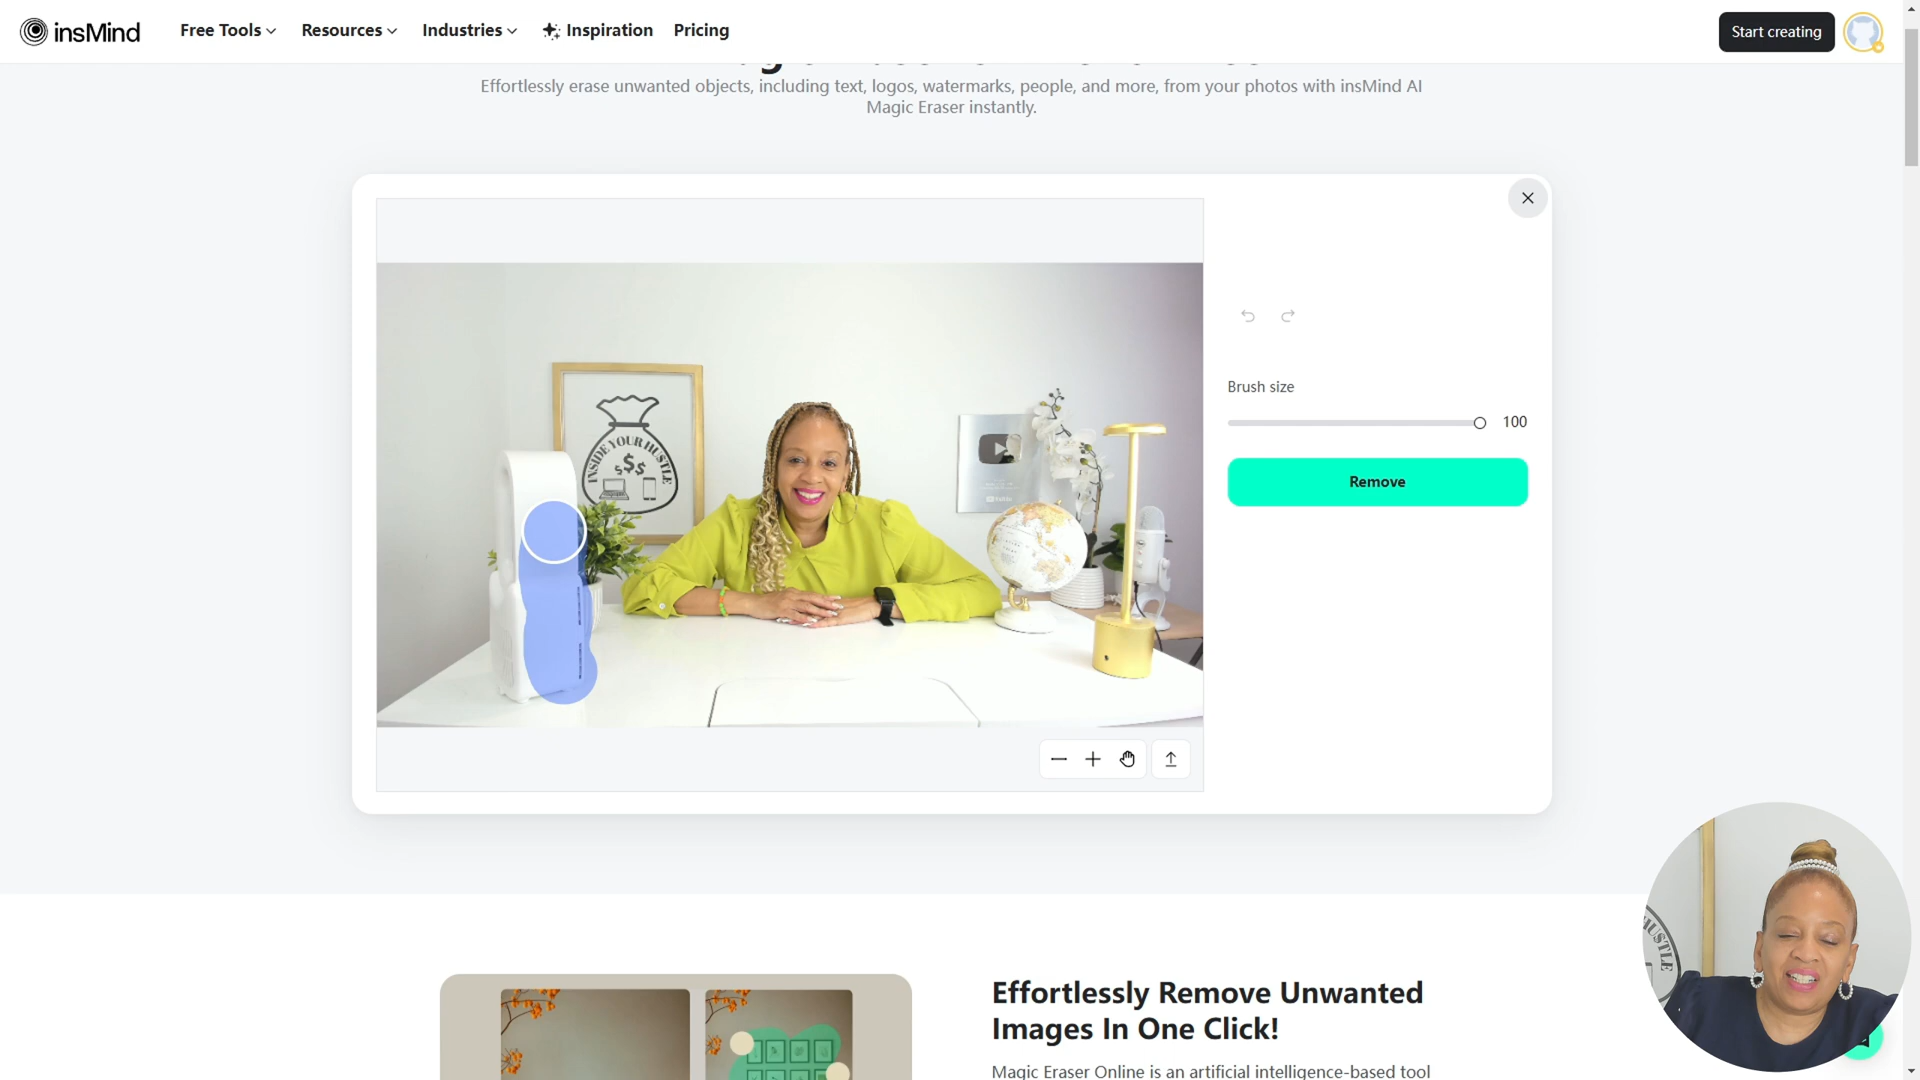 insMind
Free Tools
Resources
Industries
Inspiration
Pricing
Start creating
Effortlessly erase unwanted objects, including text, logos, watermarks, people, and more, from your photos with insMind AI
Magic Eraser instantly.
INSIDE YOUR HUSTLE
$$$
YouTube
Brush size
100
Remove
HUSTLE
Effortlessly Remove Unwanted
Images In One Click!
Magic Eraser Online is an artificial intelligence-based tool